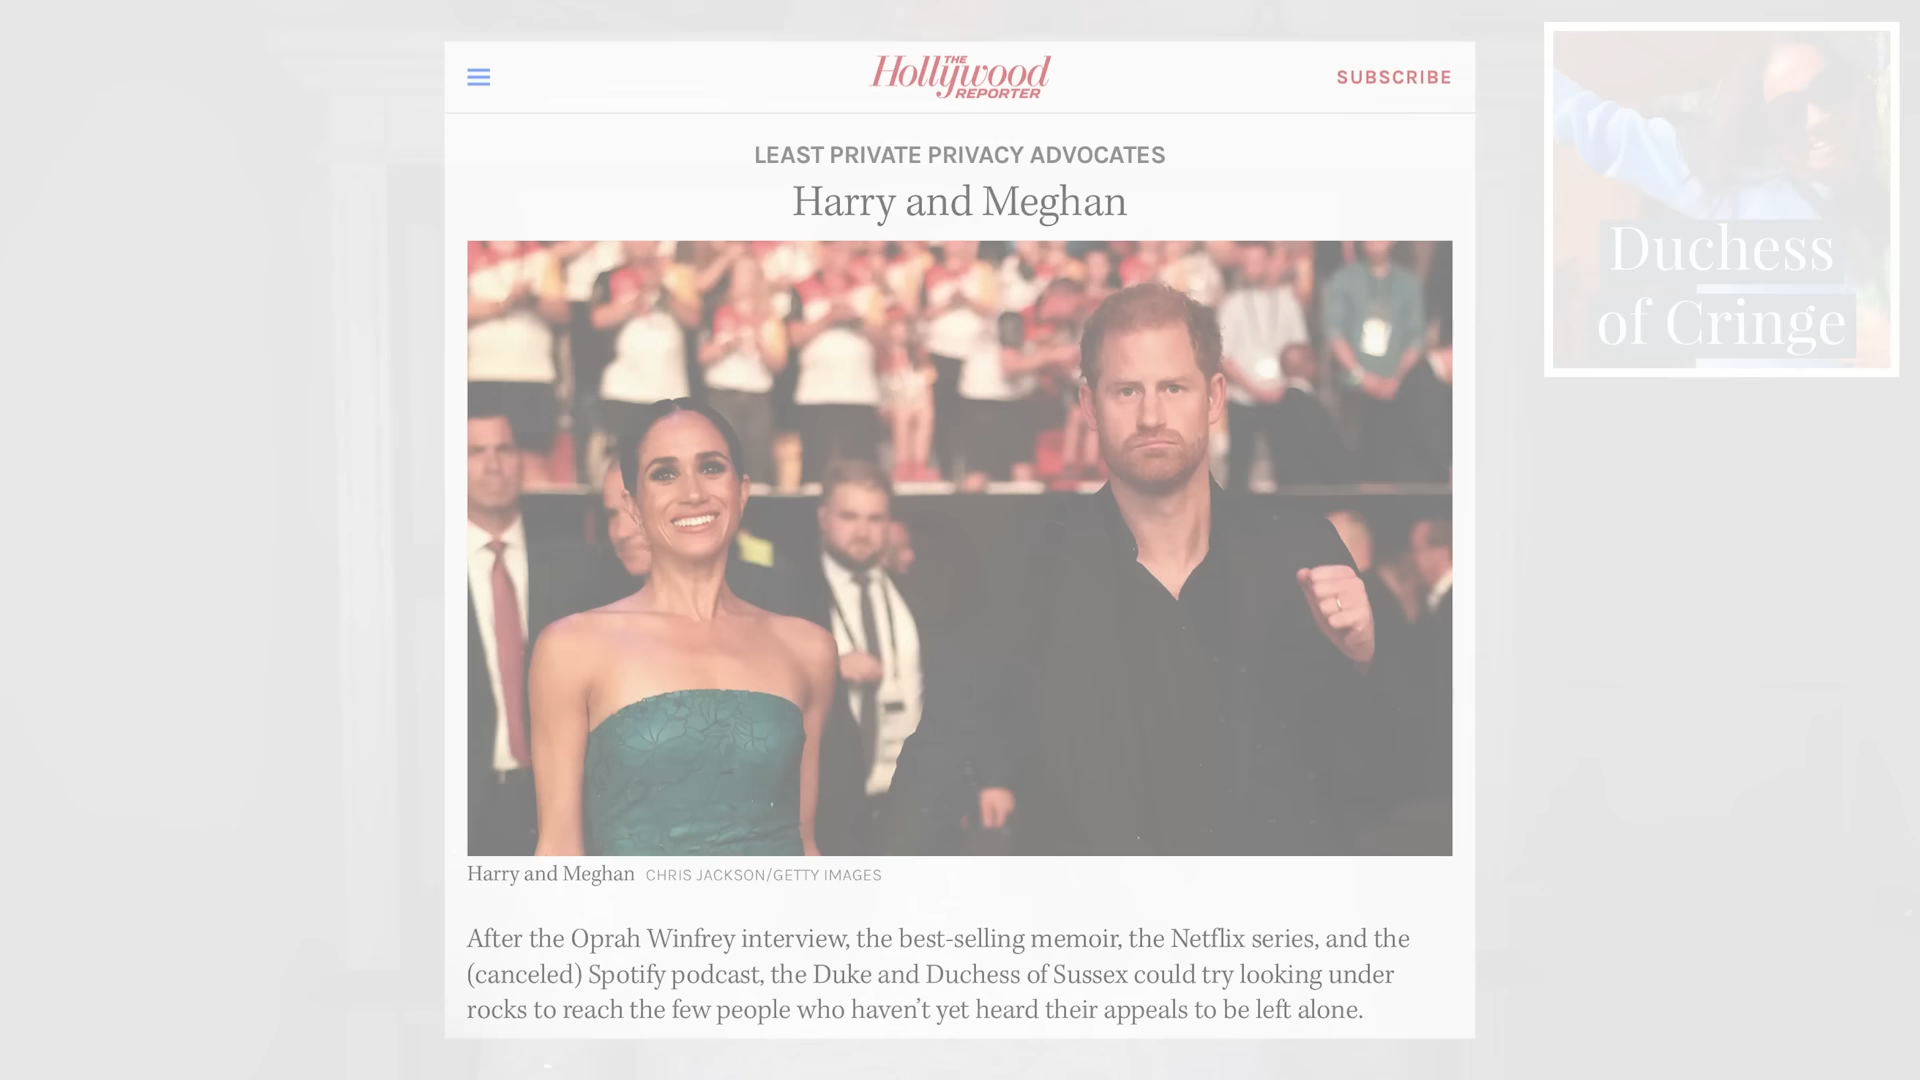 THE
Hollywood
REPORTER
SUBSCRIBE
LEAST PRIVATE PRIVACY ADVOCATES
Harry and Meghan
Duchess
of Cringe
Harry and Meghan CHRIS JACKSON/GETTY IMAGES
After the Oprah Winfrey interview, the best-selling memoir, the Netflix series, and the
(canceled) Spotify podcast, the Duke and Duchess of Sussex could try looking under
rocks to reach the few people who haven’t yet heard their appeals to be left alone.